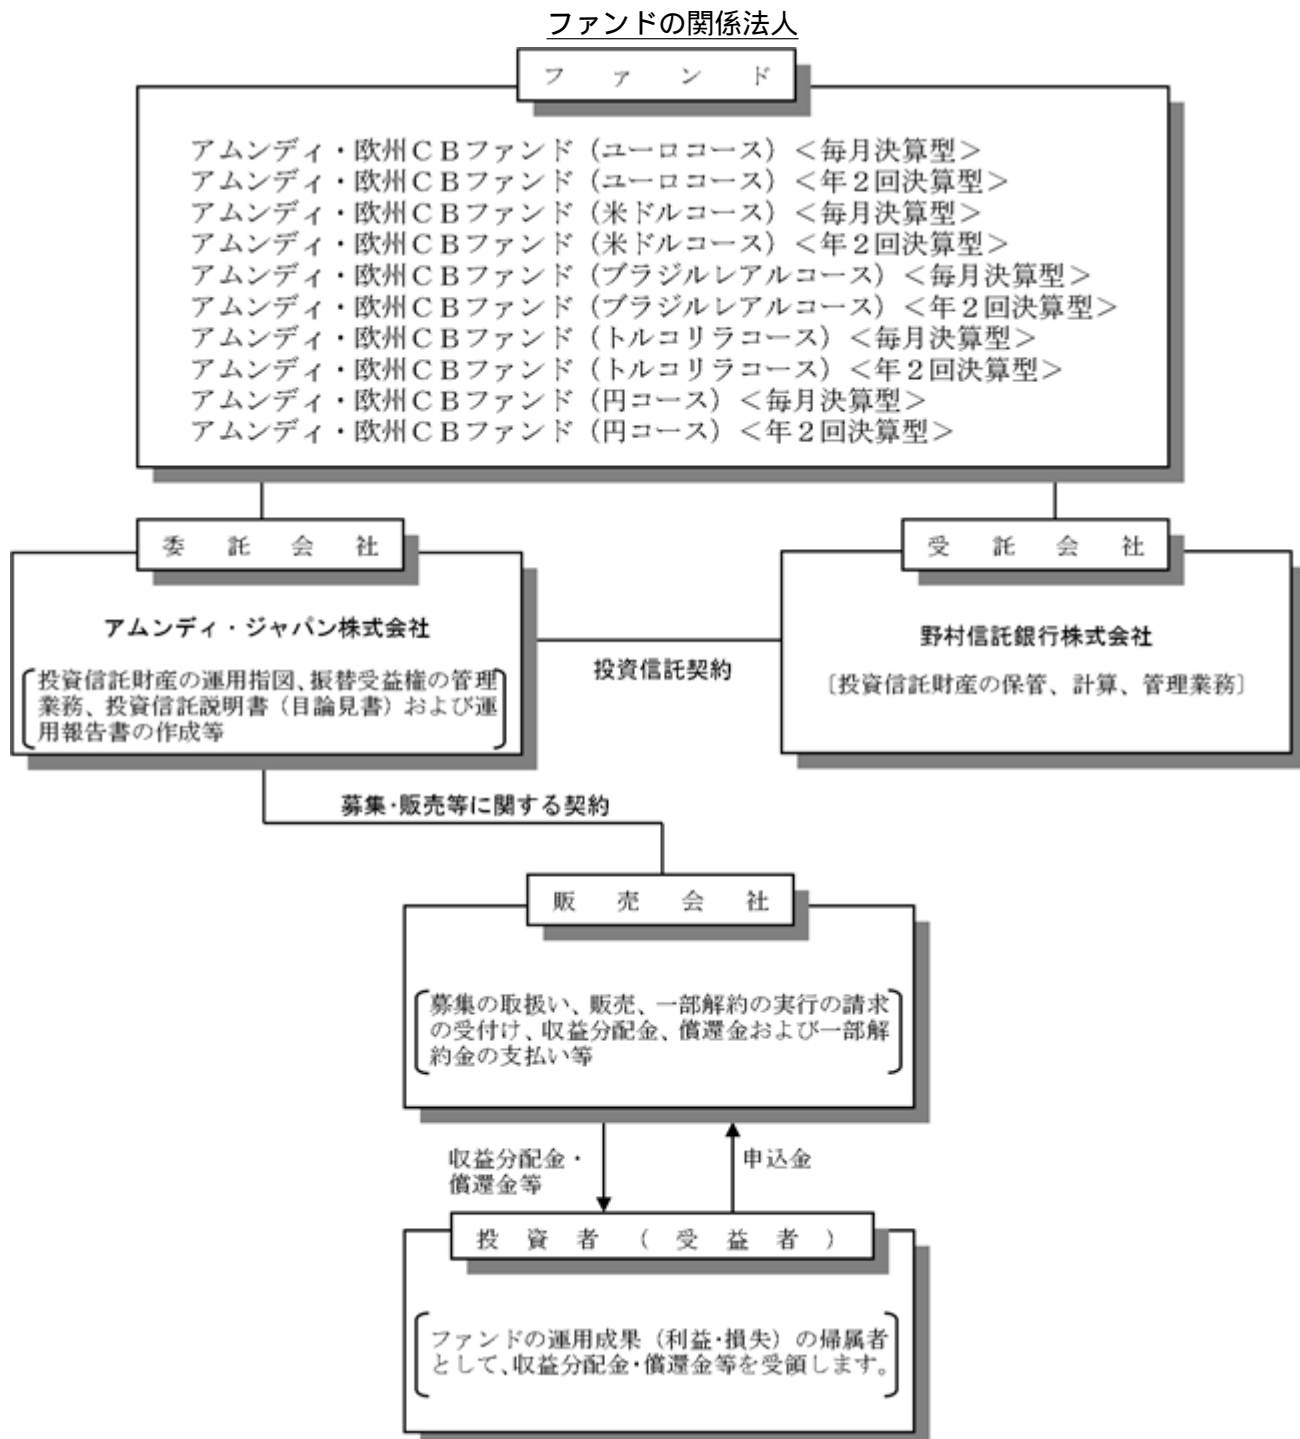 ファンドの関係法人
ファンド
アムンディ・欧州ＣＢファンド（ユーロコース）＜毎月決算型＞
アムンディ・欧州ＣＢファンド（ユーロコース）＜年２回決算型＞
アムンディ・欧州ＣＢファンド（米ドルコース）＜毎月決算型＞
アムンディ・欧州ＣＢファンド（米ドルコース）＜年２回決算型＞
アムンディ・欧州ＣＢファンド（ブラジルレアルコース）＜毎月決算型＞
アムンディ・欧州ＣＢファンド（ブラジルレアルコース）＜年２回決算型＞
アムンディ・欧州ＣＢファンド（トルコリラコース）＜毎月決算型＞
アムンディ・欧州ＣＢファンド（トルコリラコース）＜年２回決算型＞
アムンディ・欧州ＣＢファンド（円コース）＜毎月決算型＞
アムンディ・欧州ＣＢファンド（円コース）＜年２回決算型＞
委託会社
アムンディ・ジャパン株式会社
投資信託財産の運用指図、振替受益権の管理
業務、投資信託説明書（目論見書）および運
用報告書の作成等
投資信託契約
受託会社
野村信託銀行株式会社
［投資信託財産の保管、計算、管理業務］
募集・販売等に関する契約
販売会社
募集の取扱い、販売、一部解約の実行の請求
の受付け、収益分配金、償還金および一部解
約金の支払い等
収益分配金・
償還金等
申込金
投資者（受益者）
ファンドの運用成果（利益・損失）の帰属者
として、収益分配金・償還金等を受領します。